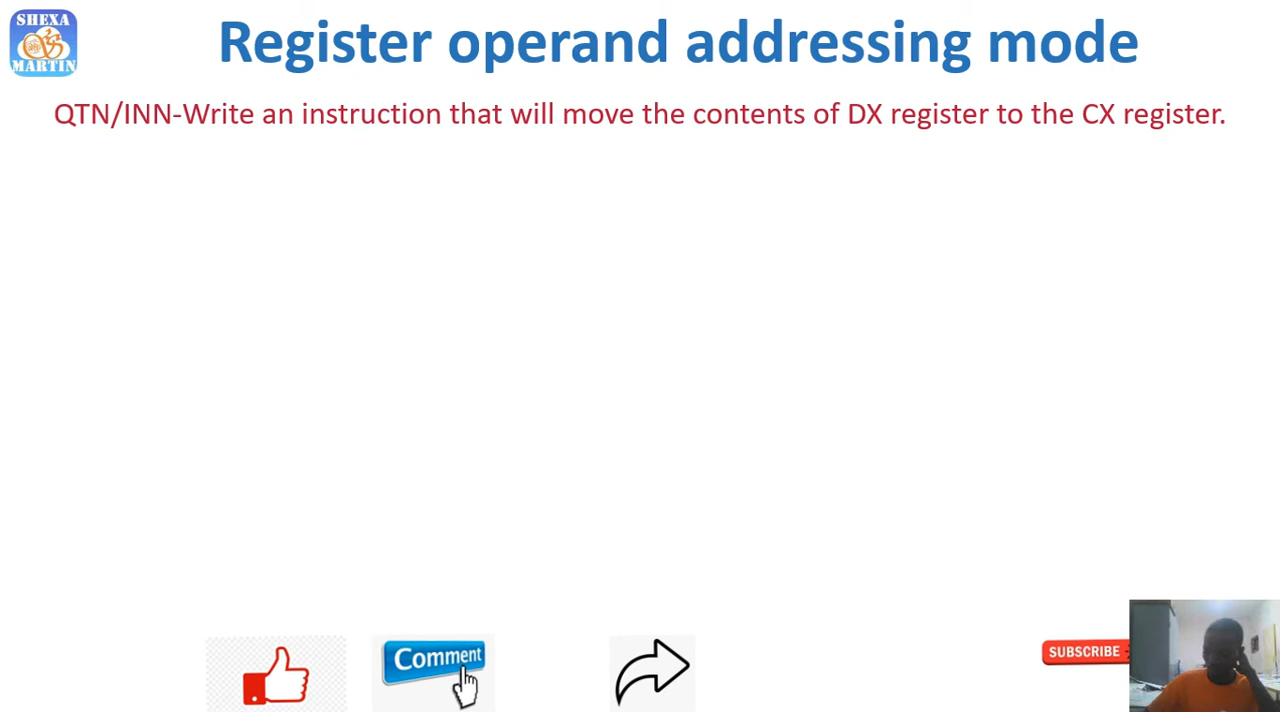 SHEXA
MARTIN
Register operand addressing mode
QTN/INN-Write an instruction that will move the contents of DX register to the CX register.
Comment
SUBSCRIBE